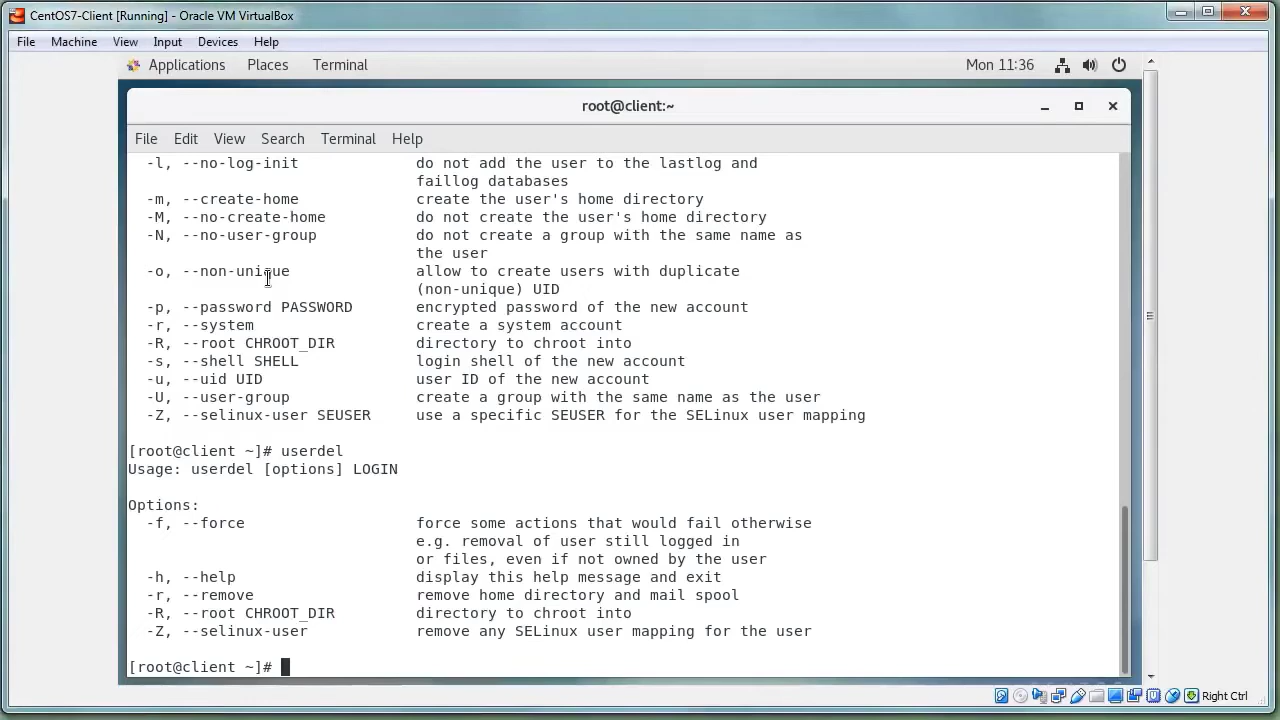 CentOS7-Client [Running] - Oracle VM VirtualBox
File Machine View Input Devices Help
Applications Places Terminal Mon 11:36
root@client:~
File Edit View Search Terminal Help
-l, --no-log-init do not add the user to the lastlog and
faillog databases
-m, --create-home create the user's home directory
-M, --no-create-home do not create the user's home directory
-N, --no-user-group do not create a group with the same name as
the user
-o, --non-unique allow to create users with duplicate
(non-unique) UID
-p, --password PASSWORD encrypted password of the new account
-r, --system create a system account
-R, --root CHROOT_DIR directory to chroot into
-s, --shell SHELL login shell of the new account
-u, --uid UID user ID of the new account
-U, --user-group create a group with the same name as the user
-Z, --selinux-user SEUSER use a specific SEUSER for the SELinux user mapping
[root@client ~]# userdel
Usage: userdel [options] LOGIN
Options:
-f, --force force some actions that would fail otherwise
e.g. removal of user still logged in
or files, even if not owned by the user
-h, --help display this help message and exit
-r, --remove remove home directory and mail spool
-R, --root CHROOT_DIR directory to chroot into
-Z, --selinux-user remove any SELinux user mapping for the user
[root@client ~]#
Right Ctrl